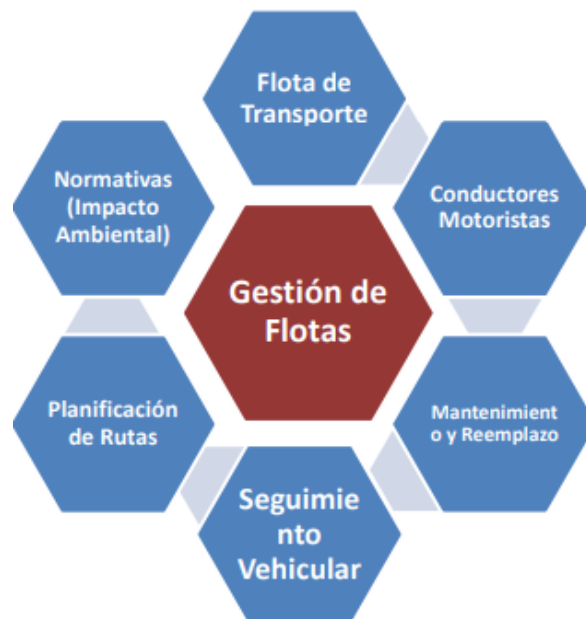 Flota de
Transporte
Conductores
Motoristas
Mantenimient
o y Reemplazo
Seguimie
nto
Vehicular
Planificación
de Rutas
Normativas
(Impacto
Ambiental)
Gestión de
Flotas